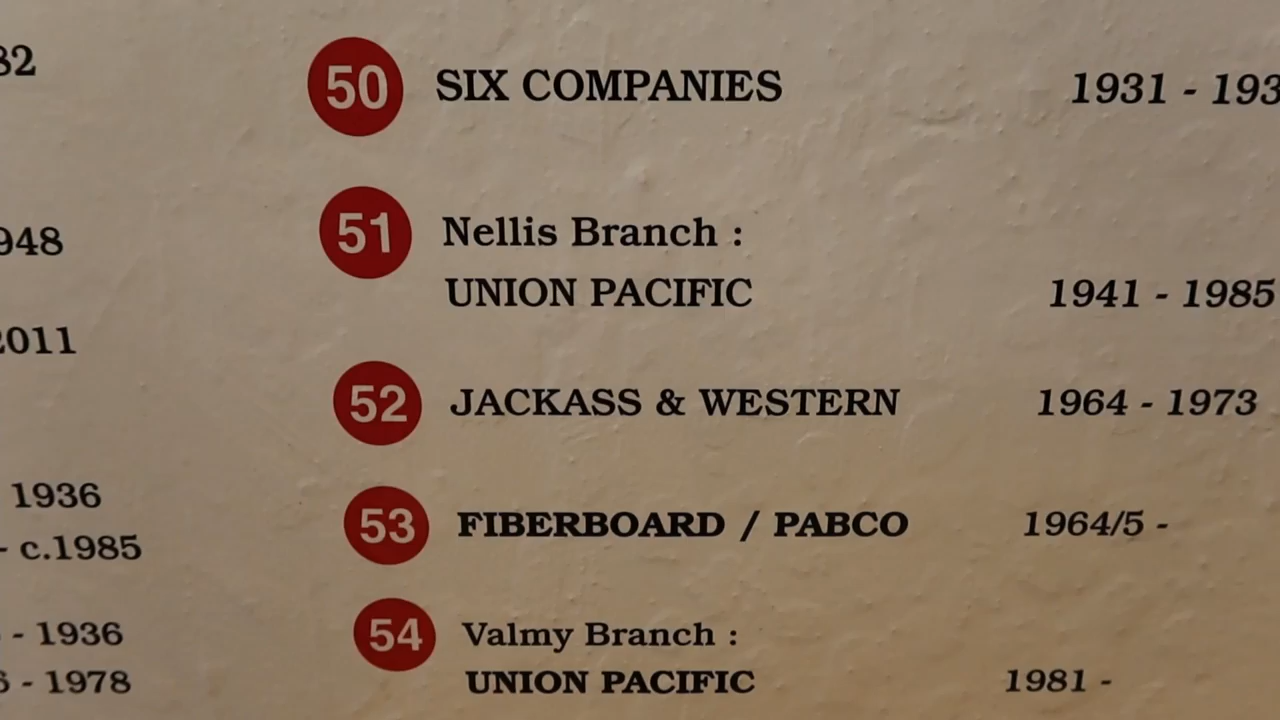 32
948
2011
1936
- c.1985
- 1936
- 1978
50 SIX COMPANIES 1931 - 193
51 Nellis Branch :
UNION PACIFIC 1941 - 1985
52 JACKASS & WESTERN 1964 - 1973
53 FIBERBOARD / PABCO 1964/5 -
54 Valmy Branch :
UNION PACIFIC 1981 -